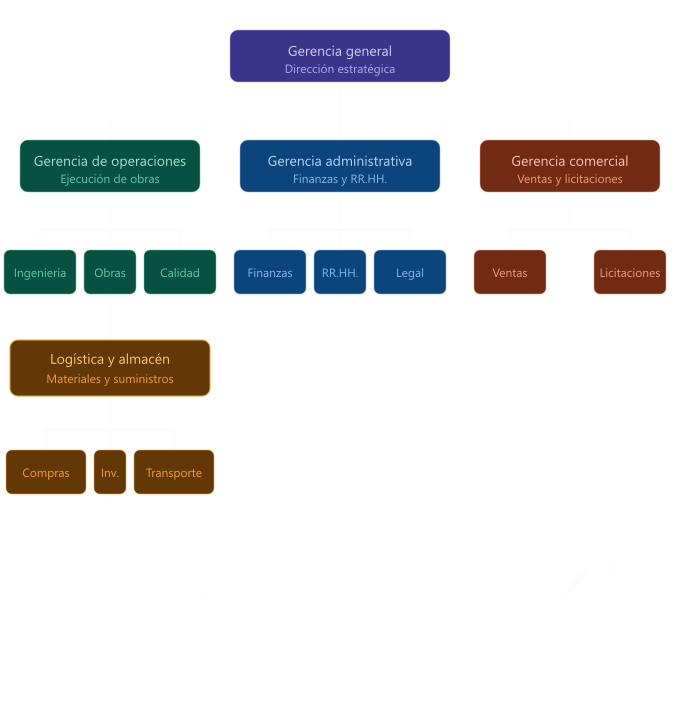 Gerencia general
Dirección estratégica
Gerencia de operaciones
Ejecución de obras
Gerencia administrativa
Finanzas y RR.HH.
Gerencia comercial
Ventas y licitaciones
Ingeniería
Obras
Calidad
Finanzas
RR.HH.
Legal
Ventas
Licitaciones
Logística y almacén
Materiales y suministros
Compras
Inv.
Transporte